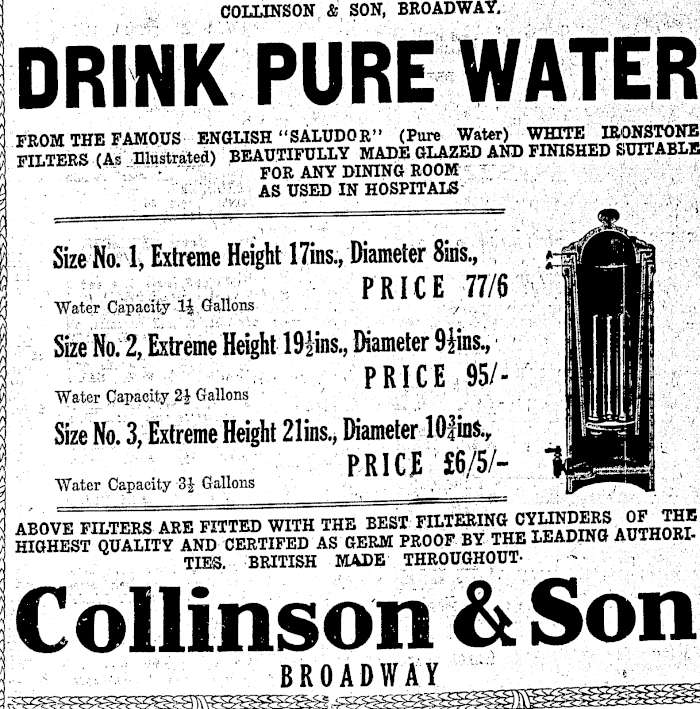 COLLINSON & SON, BROADWAY.
DRINK PURE WATER
FROM THE FAMOUS ENGLISH "SALUDOR" (Pure Water) WHITE IRONSTONE
FILTERS (As Illustrated) BEAUTIFULLY MADE GLAZED AND FINISHED SUITABLE
FOR ANY DINING ROOM
AS USED IN HOSPITALS
Size No. 1, Extreme Height 17ins., Diameter 8ins.,
PRICE 77/6
Water Capacity 1½ Gallons
Size No. 2, Extreme Height 19½ins., Diameter 9½ins.,
PRICE 95/-
Water Capacity 2½ Gallons
Size No. 3, Extreme Height 21ins., Diameter 10¾ins.,
PRICE £6/5/-
Water Capacity 3½ Gallons
ABOVE FILTERS ARE FITTED WITH THE BEST FILTERING CYLINDERS OF THE
HIGHEST QUALITY AND CERTIFED AS GERM PROOF BY THE LEADING AUTHORI-
TIES. BRITISH MADE THROUGHOUT.
Collinson & Son
BROADWAY